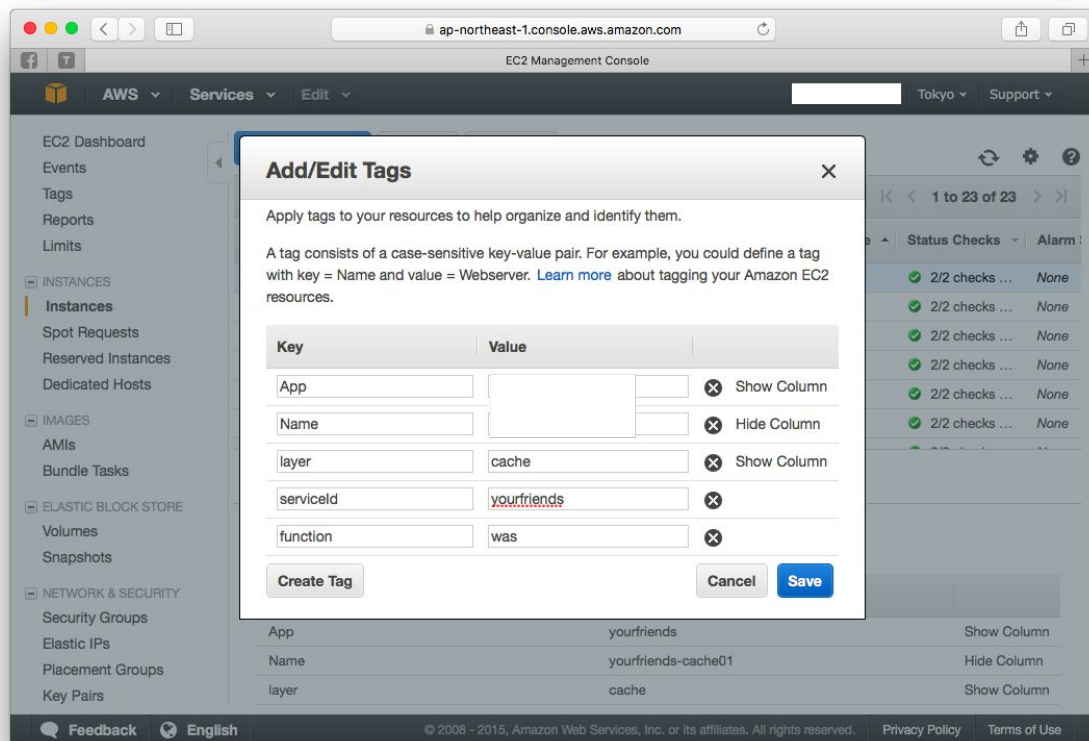 ap-northeast-1.console.aws.amazon.com
EC2 Management Console
AWS Services Edit Tokyo Support
EC2 Dashboard
Events
Tags
Reports
Limits
INSTANCES
Instances
Spot Requests
Reserved Instances
Dedicated Hosts
IMAGES
AMIs
Bundle Tasks
ELASTIC BLOCK STORE
Volumes
Snapshots
NETWORK & SECURITY
Security Groups
Elastic IPs
Placement Groups
Key Pairs
Add/Edit Tags
Apply tags to your resources to help organize and identify them.
A tag consists of a case-sensitive key-value pair. For example, you could define a tag
with key = Name and value = Webserver. Learn more about tagging your Amazon EC2
resources.
Key Value
App Show Column
Name Hide Column
layer cache Show Column
serviceId yourfriends
function was
Create Tag Cancel Save
1 to 23 of 23
Status Checks Alarm
2/2 checks ... None
2/2 checks ... None
2/2 checks ... None
2/2 checks ... None
2/2 checks ... None
2/2 checks ... None
App yourfriends Show Column
Name yourfriends-cache01 Hide Column
layer cache Show Column
Feedback English © 2008 - 2015, Amazon Web Services, Inc. or its affiliates. All rights reserved. Privacy Policy Terms of Use